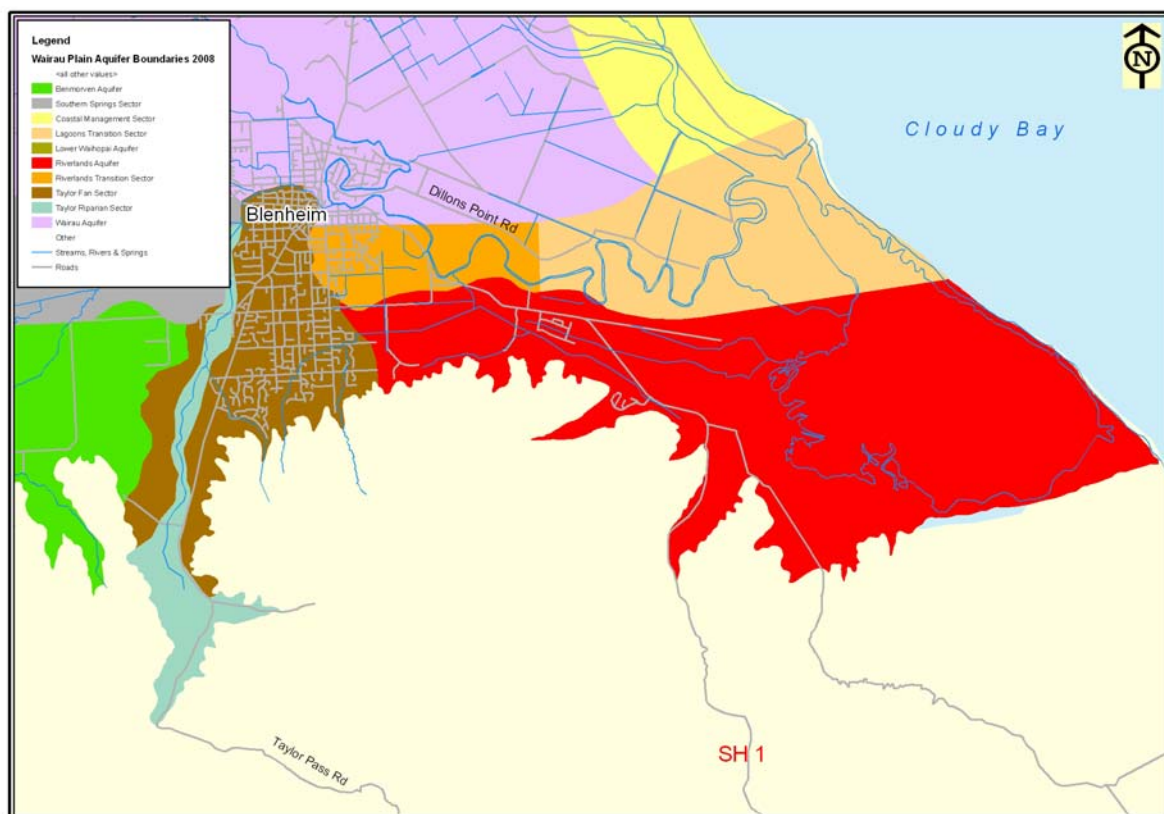 Legend
Wairau Plain Aquifer Boundaries 2008
<all other values>
Benmorven Aquifer
Southern Springs Sector
Coastal Management Sector
Lagoons Transition Sector
Lower Waihopai Aquifer
Riverlands Aquifer
Riverlands Transition Sector
Taylor Fan Sector
Taylor Riparian Sector
Wairau Aquifer
Other
Streams, Rivers & Springs
Roads
N
Cloudy Bay
Dillons Point Rd
Blenheim
SH 1
Taylor Pass Rd